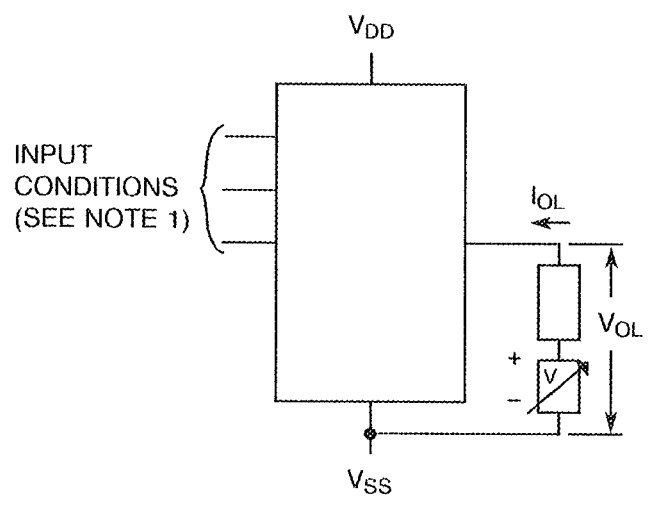 VDD
INPUT
CONDITIONS
(SEE NOTE 1)
IOL
VOL
+
V
–
VSS